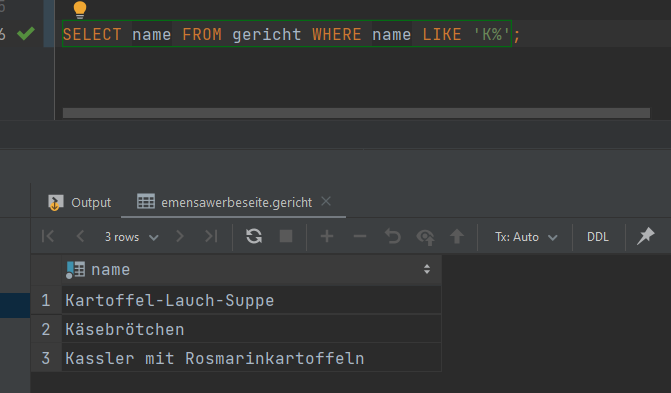 6 SELECT name FROM gericht WHERE name LIKE 'K%';
Output emensawerbeseite.gericht
3 rows Tx: Auto DDL
name
1 Kartoffel-Lauch-Suppe
2 Käsebrötchen
3 Kassler mit Rosmarinkartoffeln